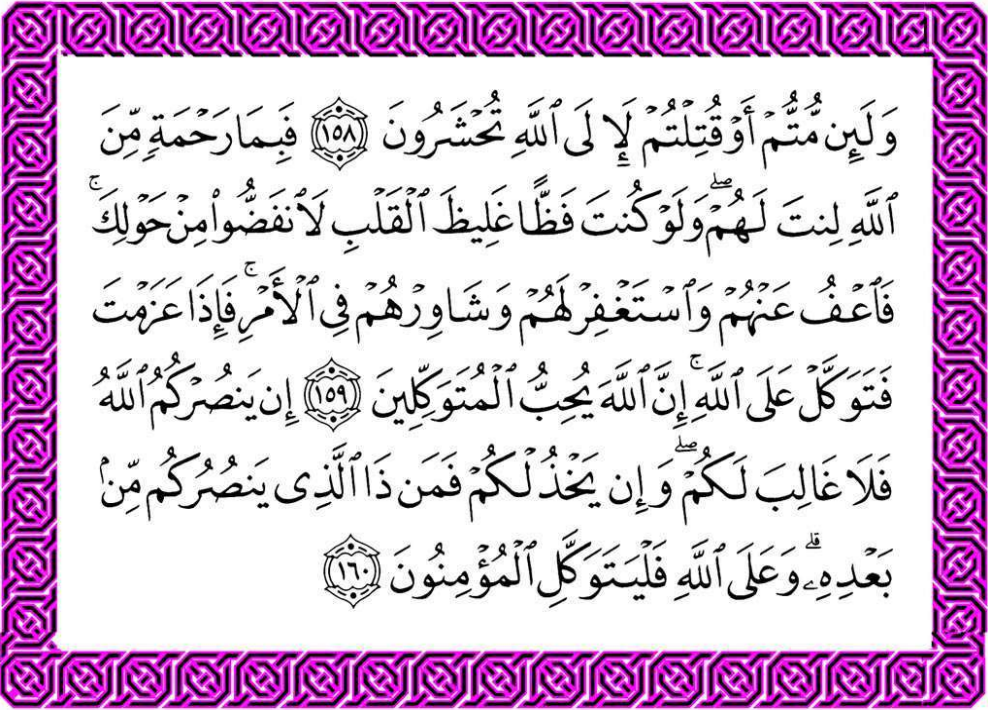 وَلَئِن مُّتُّمۡ أَوۡ قُتِلۡتُمۡ لَإِلَى ٱللَّهِ تُحۡشَرُونَ ١٥٨ فَبِمَا رَحۡمَةٖ مِّنَ
ٱللَّهِ لِنتَ لَهُمۡۖ وَلَوۡ كُنتَ فَظًّا غَلِيظَ ٱلۡقَلۡبِ لَٱنفَضُّواْ مِنۡ حَوۡلِكَۖ
فَٱعۡفُ عَنۡهُمۡ وَٱسۡتَغۡفِرۡ لَهُمۡ وَشَاوِرۡهُمۡ فِي ٱلۡأَمۡرِۚ فَإِذَا عَزَمۡتَ
فَتَوَكَّلۡ عَلَى ٱللَّهِۚ إِنَّ ٱللَّهَ يُحِبُّ ٱلۡمُتَوَكِّلِينَ ١٥٩ إِن يَنصُرۡكُمُ ٱللَّهُ
فَلَا غَالِبَ لَكُمۡۖ وَإِن يَخۡذُلۡكُمۡ فَمَن ذَا ٱلَّذِي يَنصُرُكُم مِّنۢ
بَعۡدِهِۦۗ وَعَلَى ٱللَّهِ فَلۡيَتَوَكَّلِ ٱلۡمُؤۡمِنُونَ ١٦٠